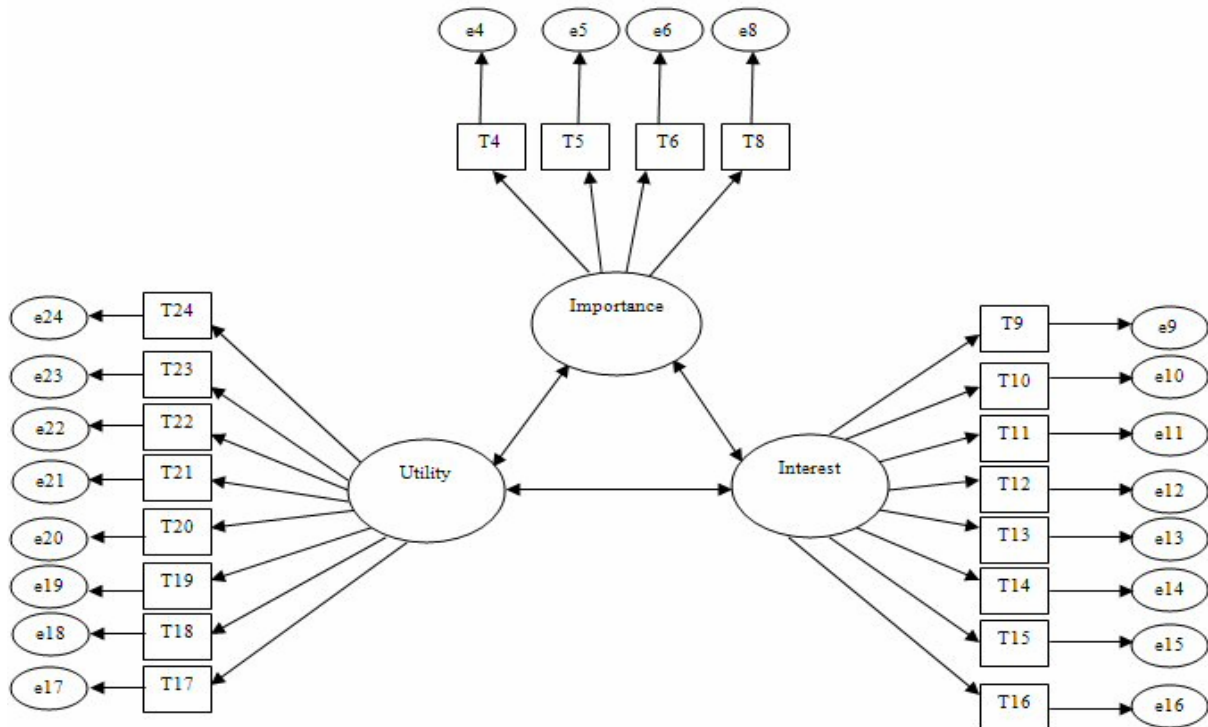 e4
e5
e6
e8
T4
T5
T6
T8
Importance
e24
T24
e23
T23
e22
T22
e21
T21
e20
T20
e19
T19
e18
T18
e17
T17
Utility
Interest
T9
e9
T10
e10
T11
e11
T12
e12
T13
e13
T14
e14
T15
e15
T16
e16